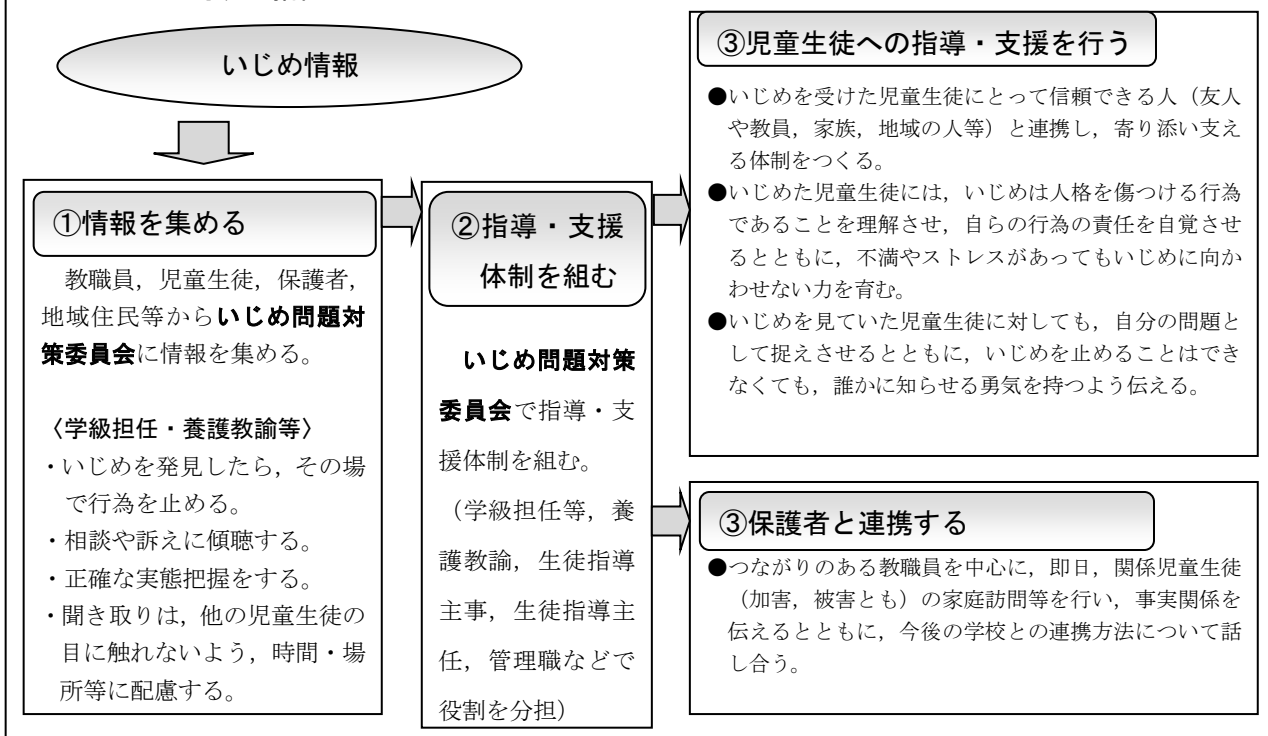 いじめ情報
①情報を集める
教職員，児童生徒，保護者，
地域住民等からいじめ問題対
策委員会に情報を集める。
〈学級担任・養護教諭等〉
・いじめを発見したら，その場
で行為を止める。
・相談や訴えに傾聴する。
・正確な実態把握をする。
・聞き取りは，他の児童生徒の
目に触れないよう，時間・場
所等に配慮する。
②指導・支援
体制を組む
いじめ問題対策
委員会で指導・支
援体制を組む。
（学級担任等，養
護教諭，生徒指導
主事，生徒指導主
任，管理職などで
役割を分担）
③児童生徒への指導・支援を行う
●いじめを受けた児童生徒にとって信頼できる人（友人
や教員，家族，地域の人等）と連携し，寄り添い支え
る体制をつくる。
●いじめた児童生徒には，いじめは人格を傷つける行為
であることを理解させ，自らの行為の責任を自覚させ
るとともに，不満やストレスがあってもいじめに向か
わせない力を育む。
●いじめを見ていた児童生徒に対しても，自分の問題と
して捉えさせるとともに，いじめを止めることはでき
なくても，誰かに知らせる勇気を持つよう伝える。
③保護者と連携する
●つながりのある教職員を中心に，即日，関係児童生徒
（加害，被害とも）の家庭訪問等を行い，事実関係を
伝えるとともに，今後の学校との連携方法について話
し合う。